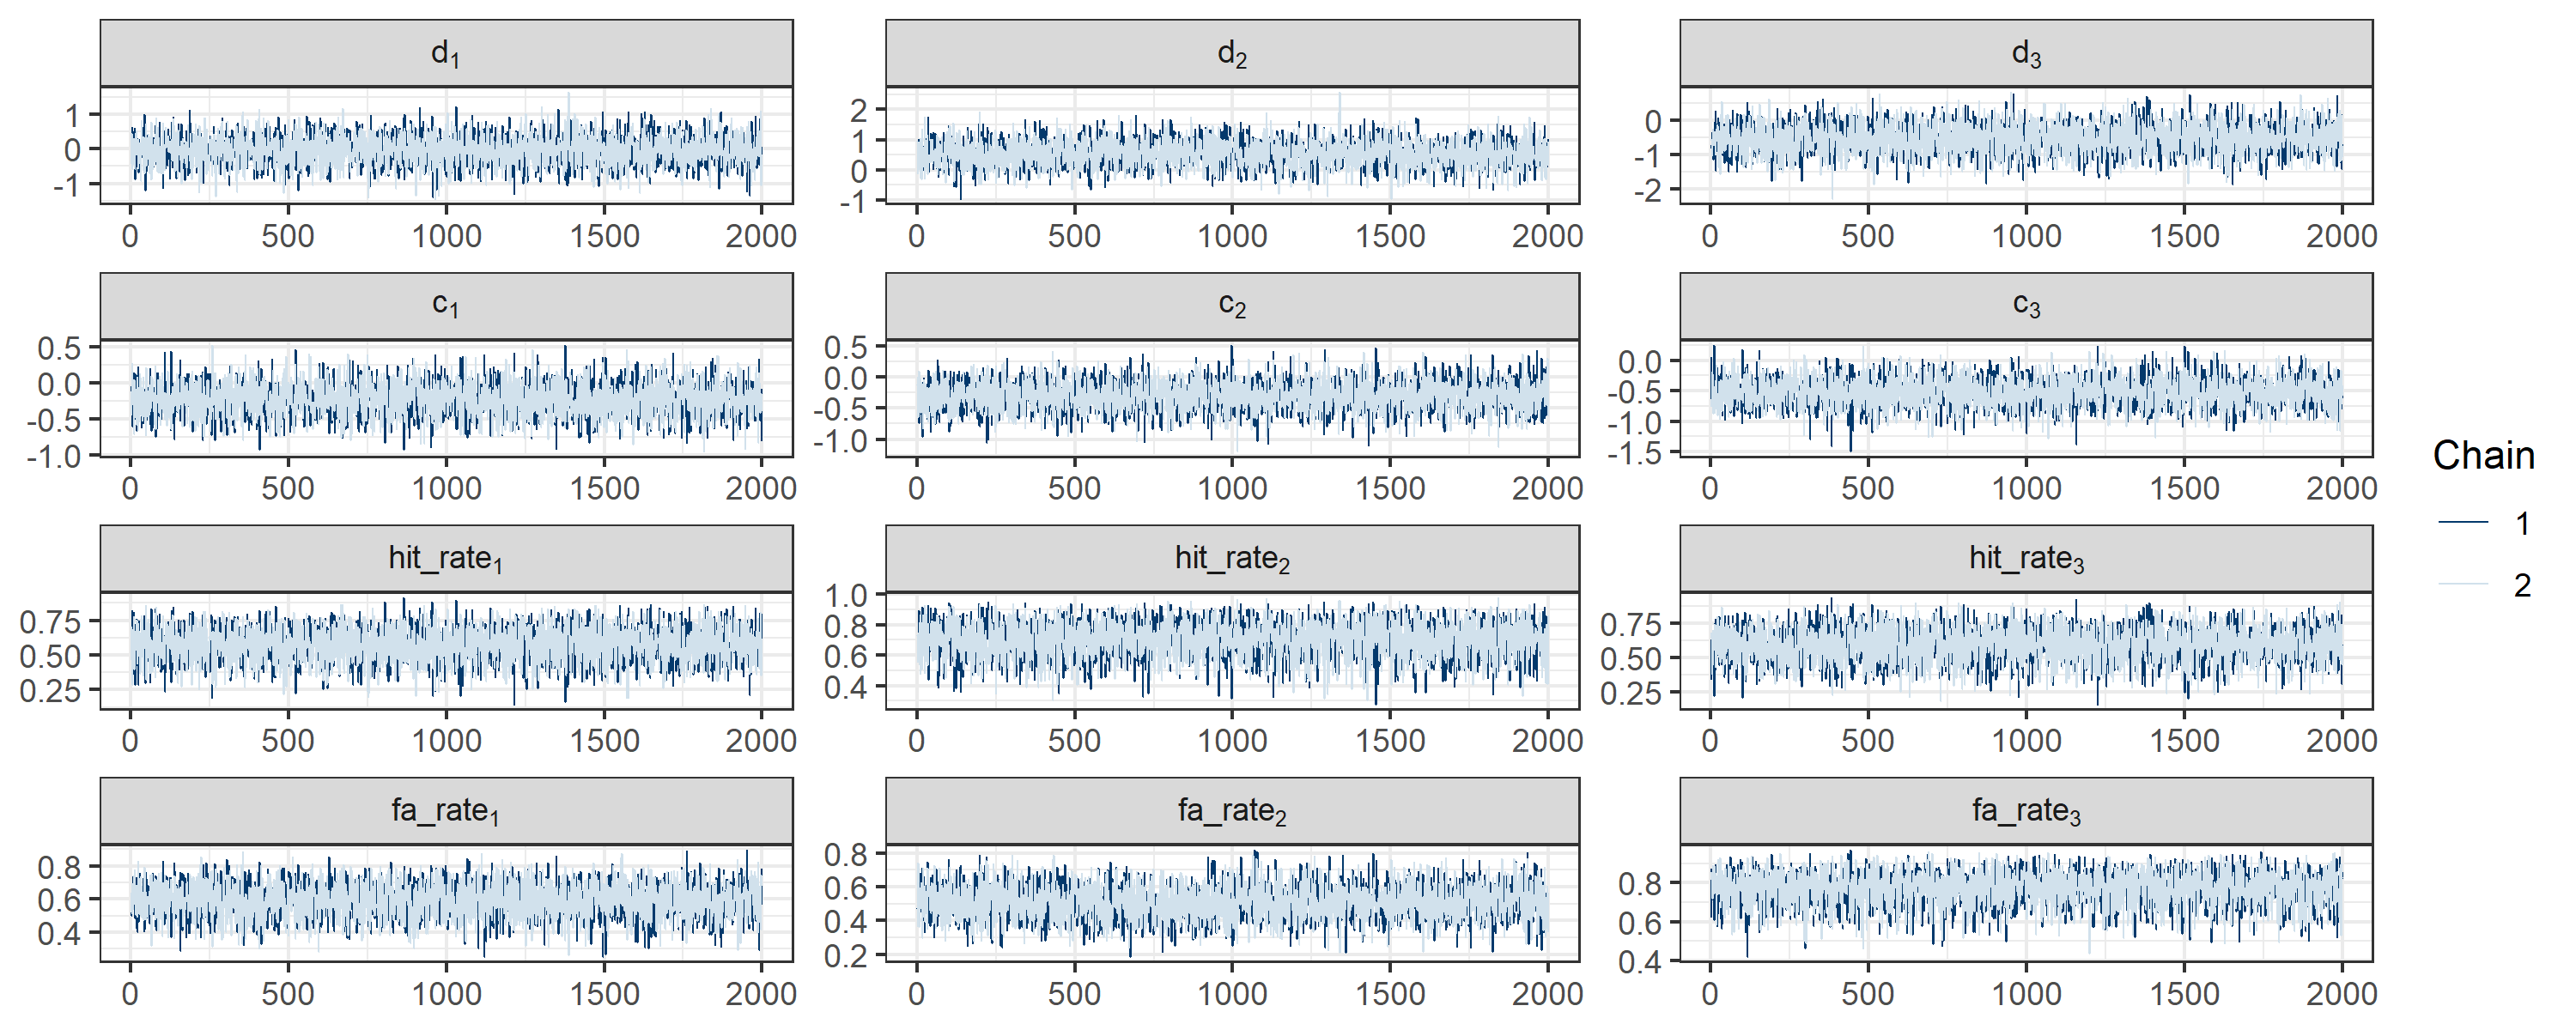 d₁ d₂ d₃
1 2 0
0 1 -1
-1 0 -2
-1
0 500 1000 1500 2000 0 500 1000 1500 2000 0 500 1000 1500 2000
c₁ c₂ c₃
0.5 0.5 0.0
0.0 0.0 -0.5
-0.5 -0.5 -1.0
-1.0 -1.0 -1.5
0 500 1000 1500 2000 0 500 1000 1500 2000 0 500 1000 1500 2000
Chain
1
2
hit_rate₁ hit_rate₂ hit_rate₃
0.75 1.0 0.75
0.50 0.8 0.50
0.25 0.6 0.25
0.4
0 500 1000 1500 2000 0 500 1000 1500 2000 0 500 1000 1500 2000
fa_rate₁ fa_rate₂ fa_rate₃
0.8 0.8 0.8
0.6 0.6 0.6
0.4 0.4 0.4
0.2
0 500 1000 1500 2000 0 500 1000 1500 2000 0 500 1000 1500 2000